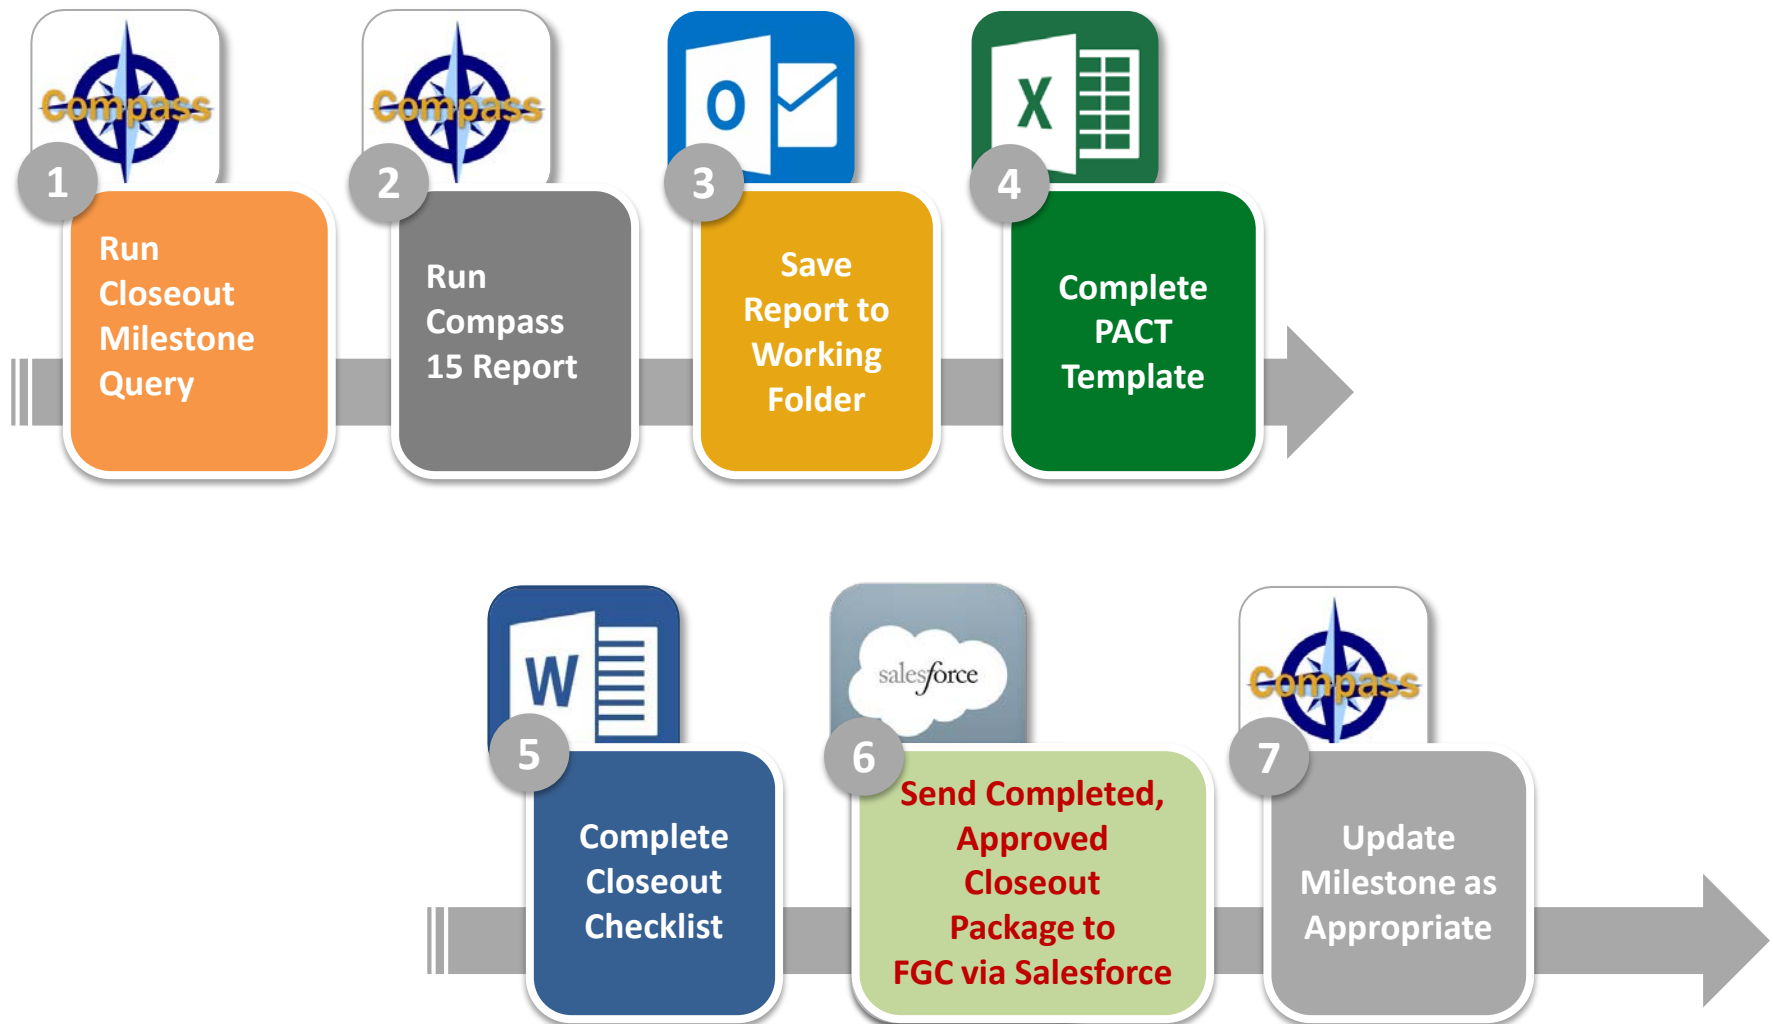 Compass
1
Run
Closeout
Milestone
Query
Compass
2
Run
Compass
15 Report
O
3
Save
Report to
Working
Folder
X
4
Complete
PACT
Template
W
5
Complete
Closeout
Checklist
salesforce
6
Send Completed,
Approved
Closeout
Package to
FGC via Salesforce
Compass
7
Update
Milestone as
Appropriate